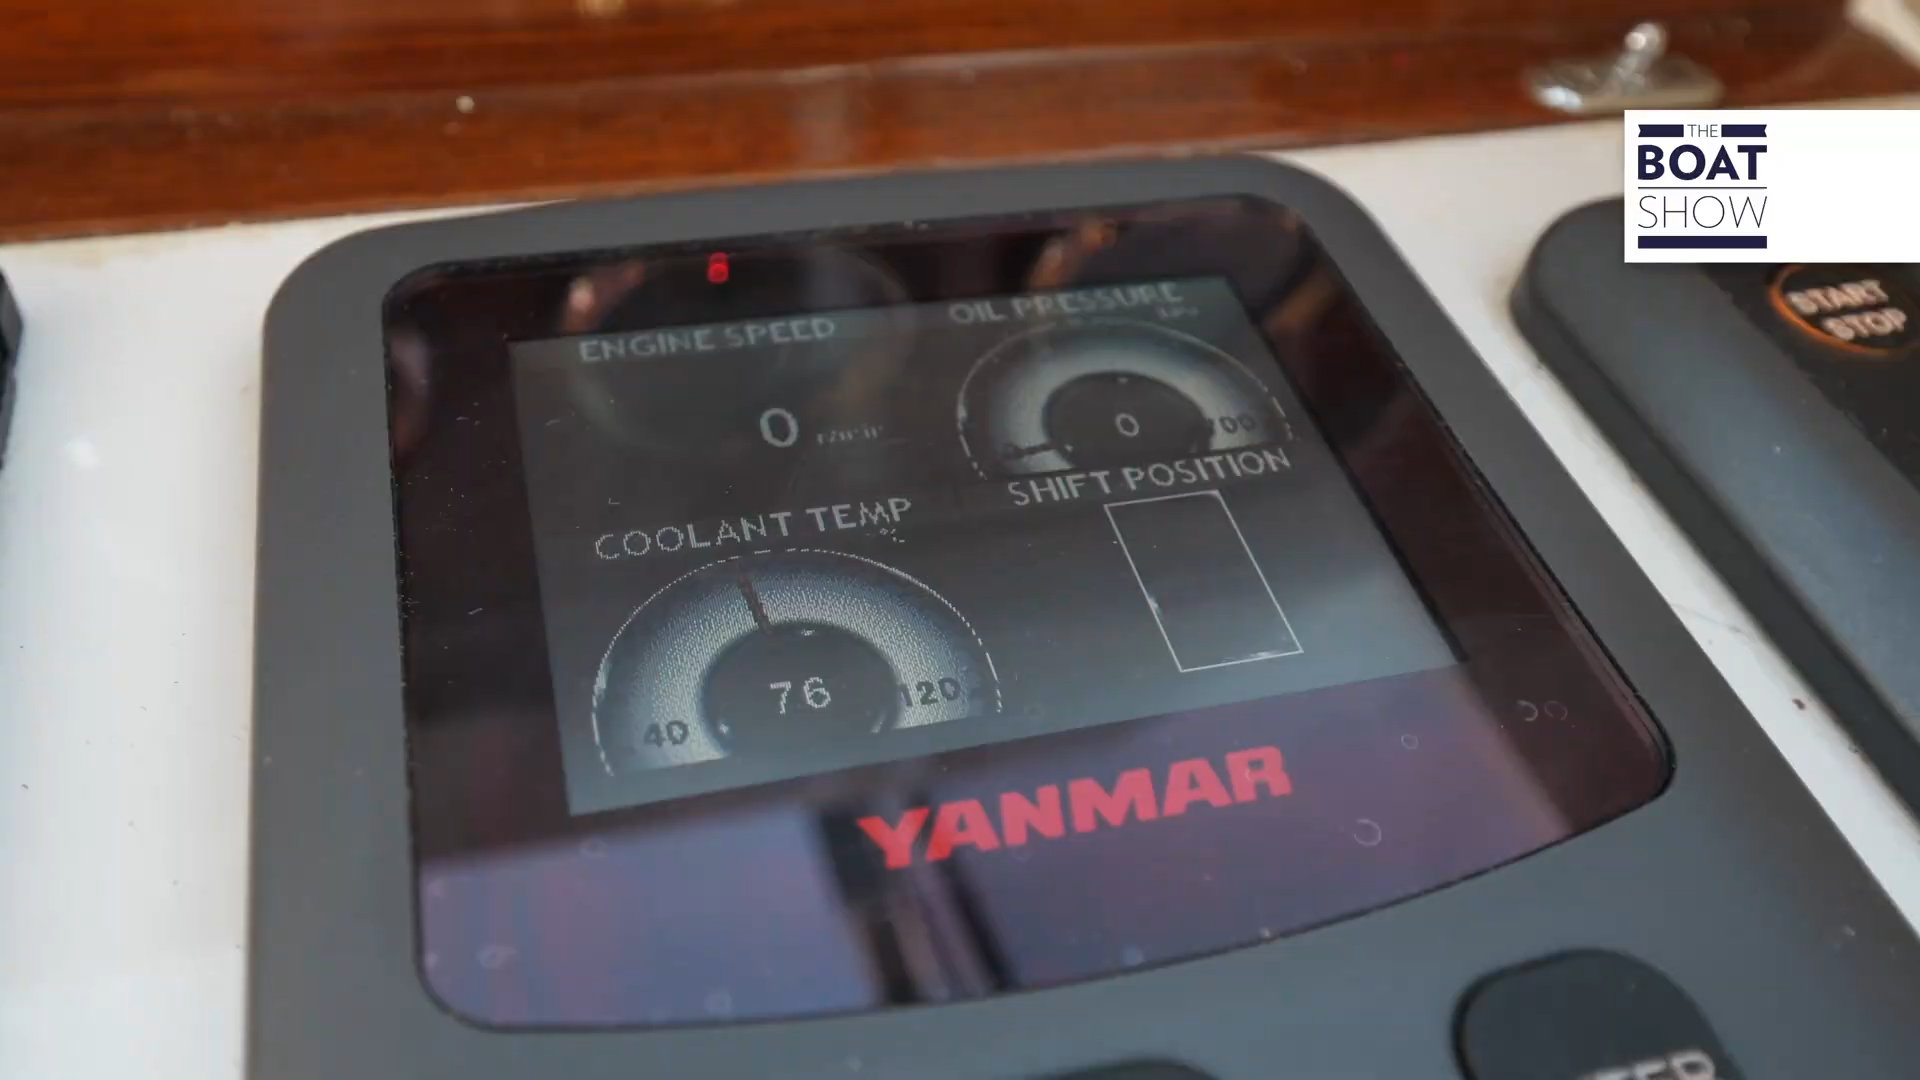 THE
BOAT
SHOW
START
STOP
ENGINE SPEED
0
OIL PRESSURE
0
700
COOLANT TEMP
°C
40
76
120
SHIFT POSITION
YANMAR